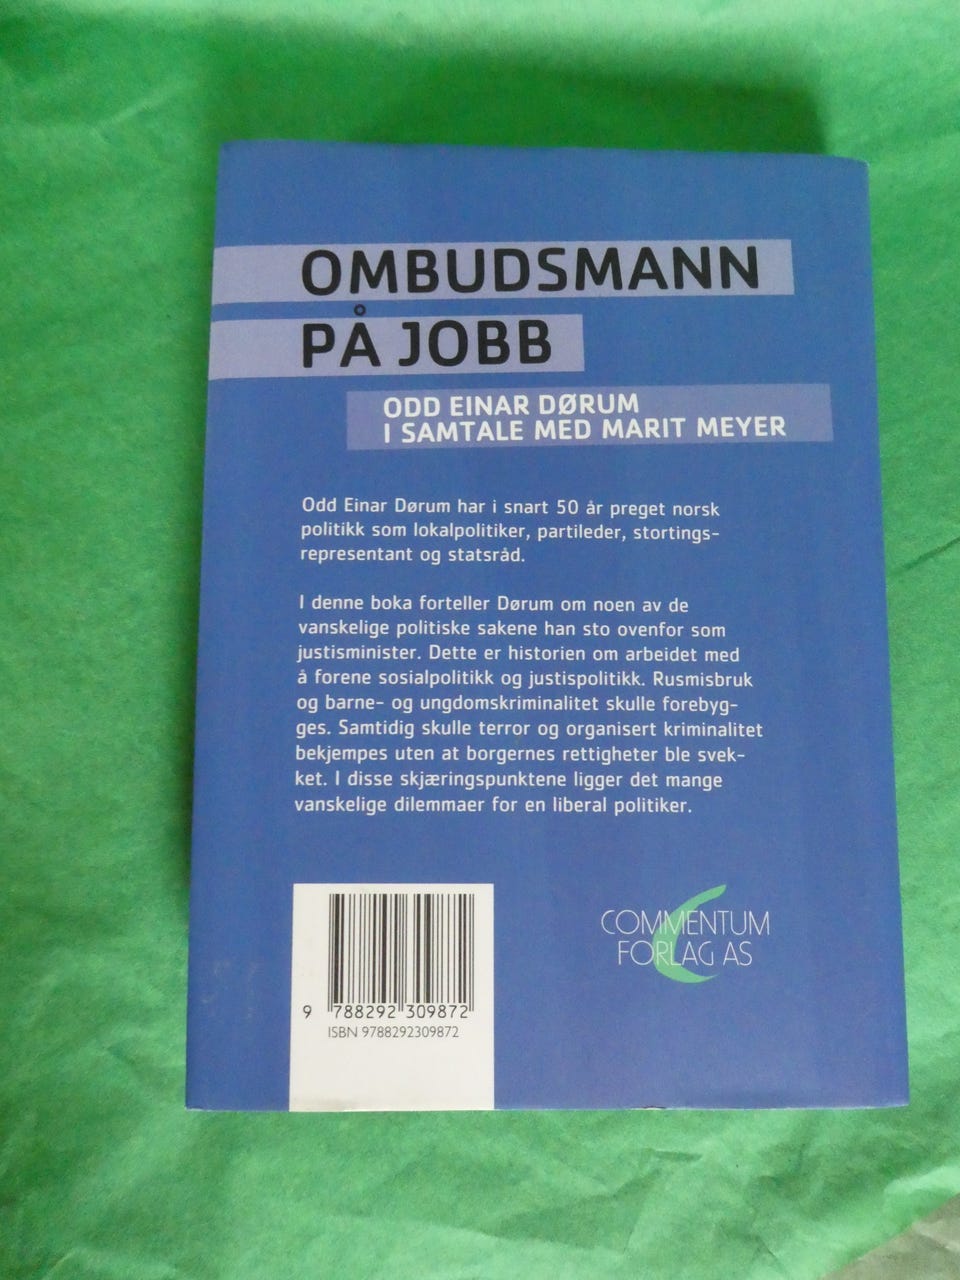 OMBUDSMANN
PÅ JOBB
ODD EINAR DØRUM
I SAMTALE MED MARIT MEYER
Odd Einar Dørum har i snart 50 år preget norsk
politikk som lokalpolitiker, partileder, stortings-
representant og statsråd.
I denne boka forteller Dørum om noen av de
vanskelige politiske sakene han sto ovenfor som
justisminister. Dette er historien om arbeidet med
å forene sosialpolitikk og justispolitikk. Rusmisbruk
og barne- og ungdomskriminalitet skulle forebyg-
ges. Samtidig skulle terror og organisert kriminalitet
bekjempes uten at borgernes rettigheter ble svek-
ket. I disse skjæringspunktene ligger det mange
vanskelige dilemmaer for en liberal politiker.
COMMENTUM
FORLAG AS
9 788292 309872
ISBN 9788292309872